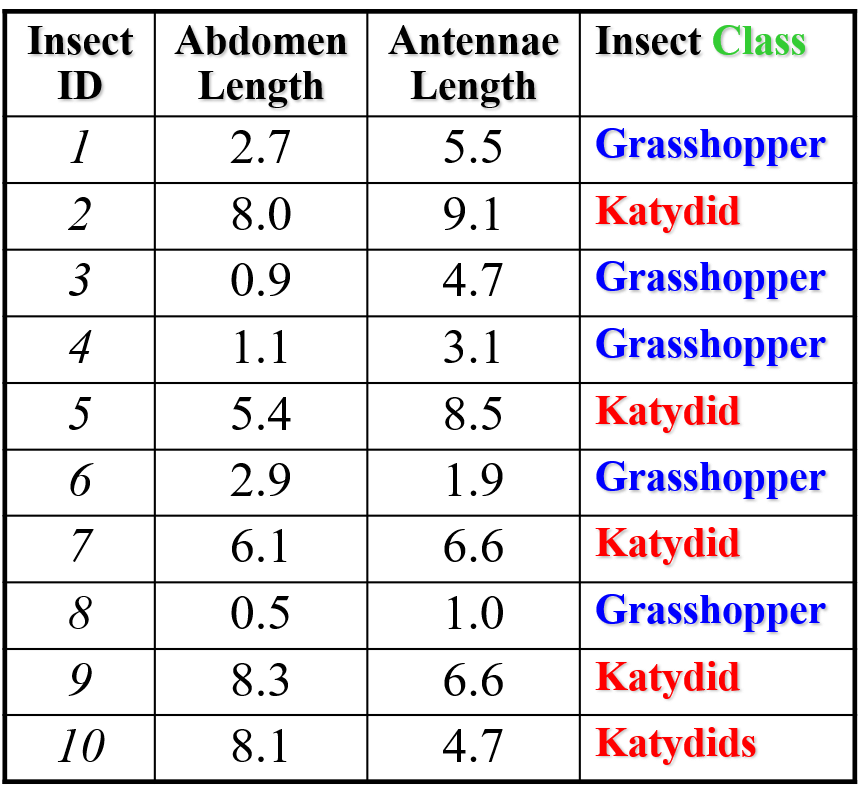 Insect ID Abdomen Length Antennae Length Insect Class
1 2.7 5.5 Grasshopper
2 8.0 9.1 Katydid
3 0.9 4.7 Grasshopper
4 1.1 3.1 Grasshopper
5 5.4 8.5 Katydid
6 2.9 1.9 Grasshopper
7 6.1 6.6 Katydid
8 0.5 1.0 Grasshopper
9 8.3 6.6 Katydid
10 8.1 4.7 Katydids